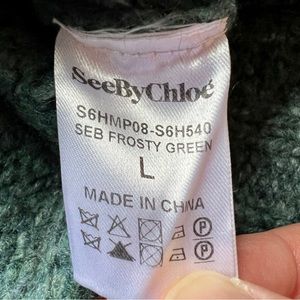 SeeByChloé
S6HMP08-S6H540
SEB FROSTY GREEN
L
MADE IN CHINA
P
P